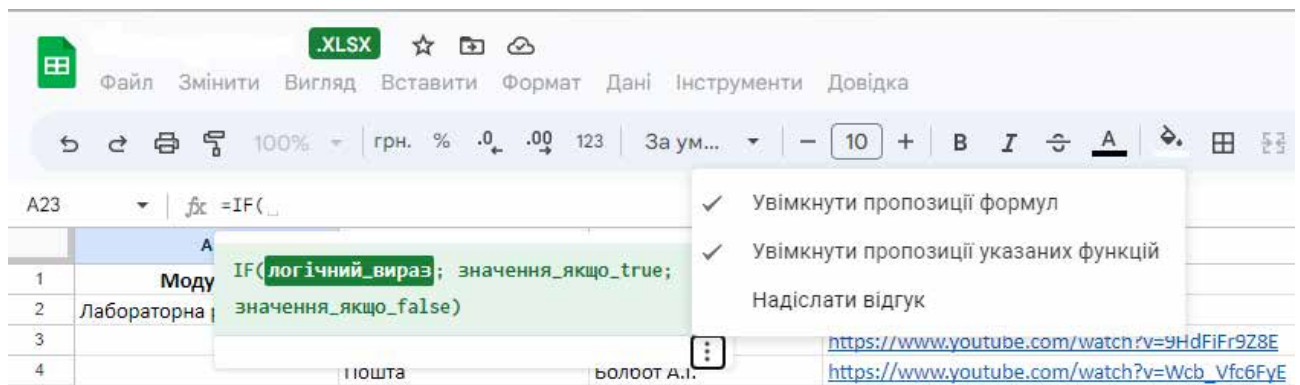 .XLSX
Файл Змінити Вигляд Вставити Формат Дані Інструменти Довідка
100% грн. % .0 .00 123 За ум... − 10 + B I A
A23 fx =IF(
A
IF(логічний_вираз; значення_якщо_true;
значення_якщо_false)
Увімкнути пропозиції формул
Увімкнути пропозиції указаних функцій
Надіслати відгук
1 Моду
2 Лабораторна
3 https://www.youtube.com/watch?v=9HdFiFr9Z8E
4 Пошта Болбот А.І. https://www.youtube.com/watch?v=Wcb_Vfc6FyE